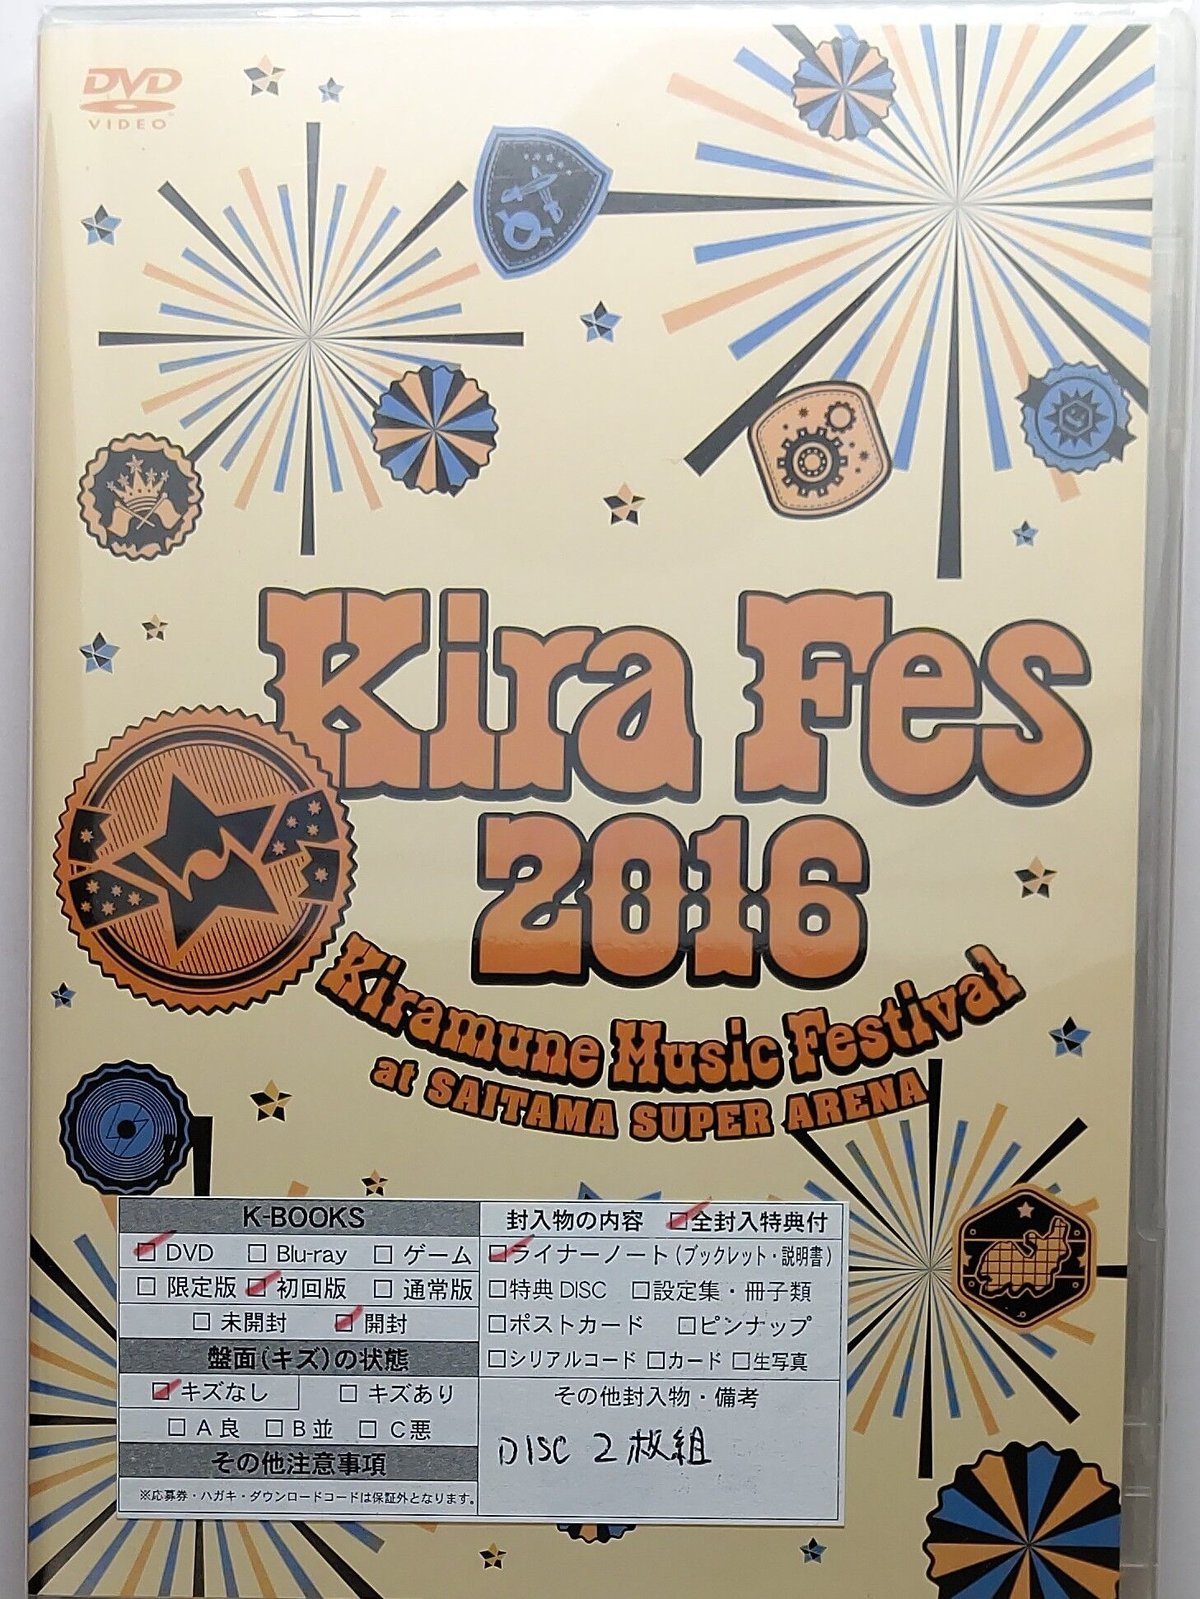 DVD
VIDEO
Kira Fes
2016
Kiramune Music Festival
at SAITAMA SUPER ARENA
K-BOOKS
☑ DVD □ Blu-ray □ ゲーム
□ 限定版 ☑ 初回版 □ 通常版
□ 未開封 ☑ 開封
盤面(キズ)の状態
☑ キズなし □ キズあり
□ A 良 □ B 並 □ C 悪
その他注意事項
※応募券・ハガキ・ダウンロードコードは保証外となります。
封入物の内容 ☑全封入特典付
☑ライナーノート(ブックレット・説明書)
□特典 DISC □設定集・冊子類
□ポストカード □ピンナップ
□シリアルコード □カード □生写真
その他封入物・備考
DISC 2枚組